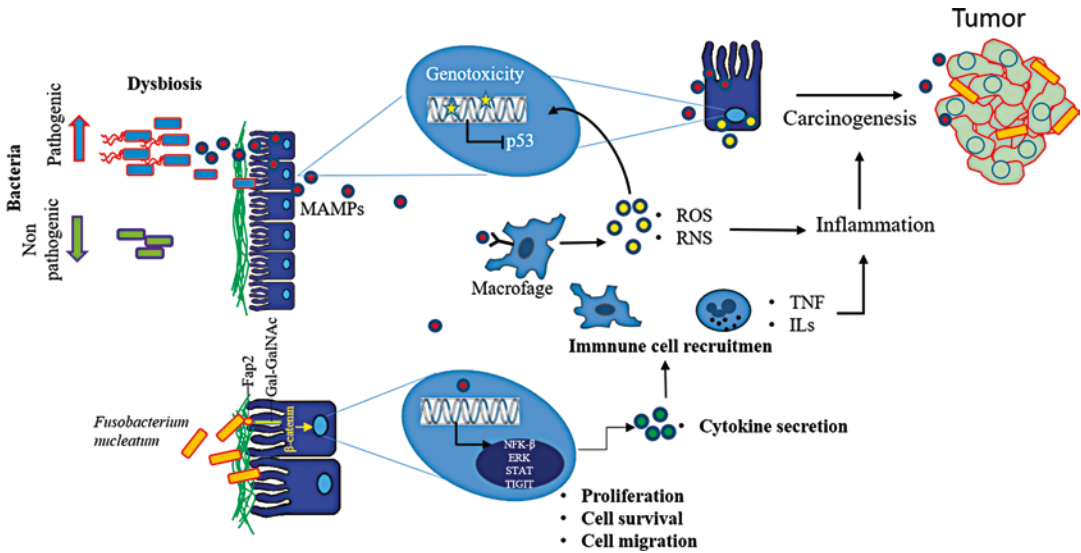 Tumor
Dysbiosis
Genotoxicity
p53
Carcinogenesis
Bacteria
Pathogenic
Non
pathogenic
MAMPs
• ROS
• RNS
Inflammation
Macrofage
• TNF
• ILs
Immnune cell recruitmen
Fap2
Gal-GalNAc
Fusobacterium
nucleatum
β-catenin
NFK-β
ERK
STAT
TIGIT
• Cytokine secretion
• Proliferation
• Cell survival
• Cell migration